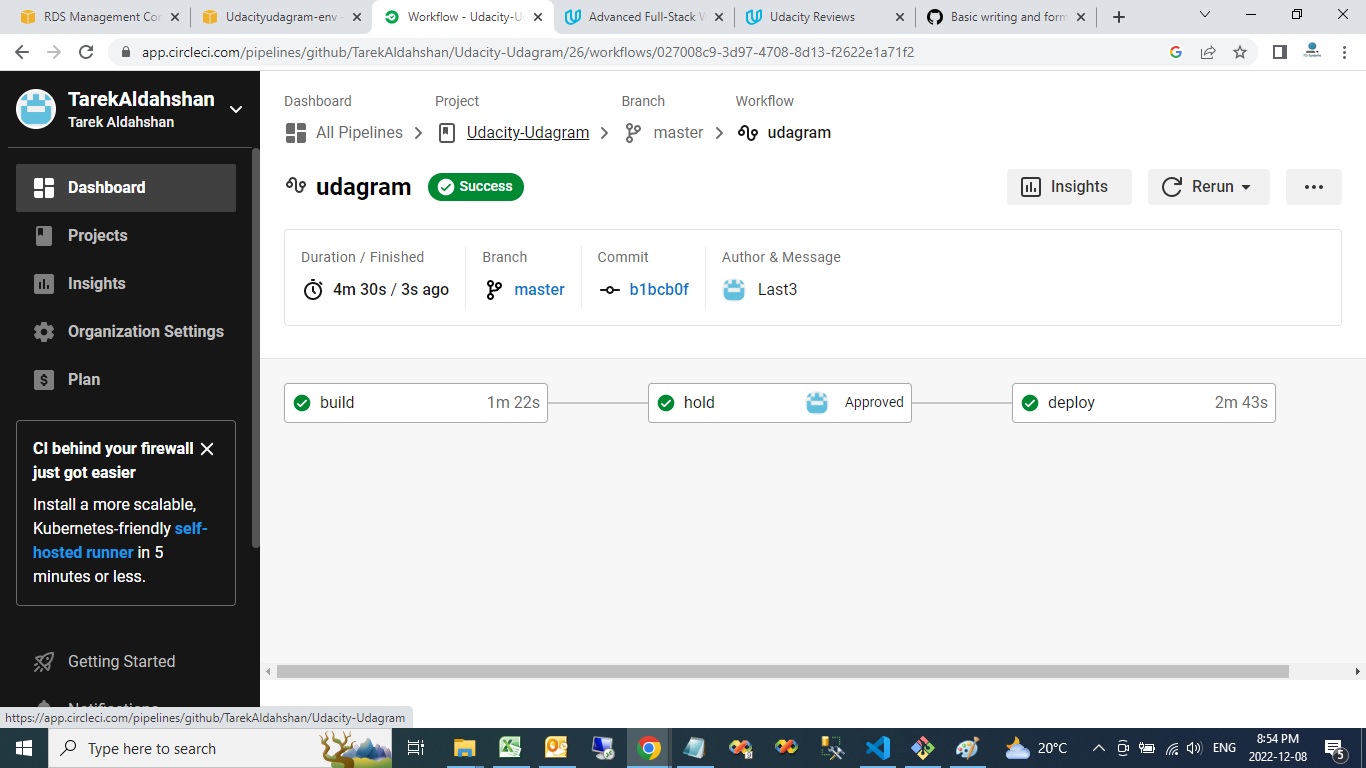 RDS Management Con
Udacityudagram-env -
Workflow - Udacity-U
Advanced Full-Stack W
Udacity Reviews
Basic writing and form
app.circleci.com/pipelines/github/TarekAldahshan/Udacity-Udagram/26/workflows/027008c9-3d97-4708-8d13-f2622e1a71f2
TarekAldahshan
Tarek Aldahshan
Dashboard
Projects
Insights
Organization Settings
Plan
CI behind your firewall
just got easier
Install a more scalable,
Kubernetes-friendly self-
hosted runner in 5
minutes or less.
Getting Started
Notifications
Dashboard Project Branch Workflow
All Pipelines Udacity-Udagram master udagram
udagram Success
Insights Rerun
Duration / Finished Branch Commit Author & Message
4m 30s / 3s ago master b1bcb0f Last3
build 1m 22s hold Approved deploy 2m 43s
https://app.circleci.com/pipelines/github/TarekAldahshan/Udacity-Udagram
Type here to search
20°C
ENG
8:54 PM
2022-12-08
5